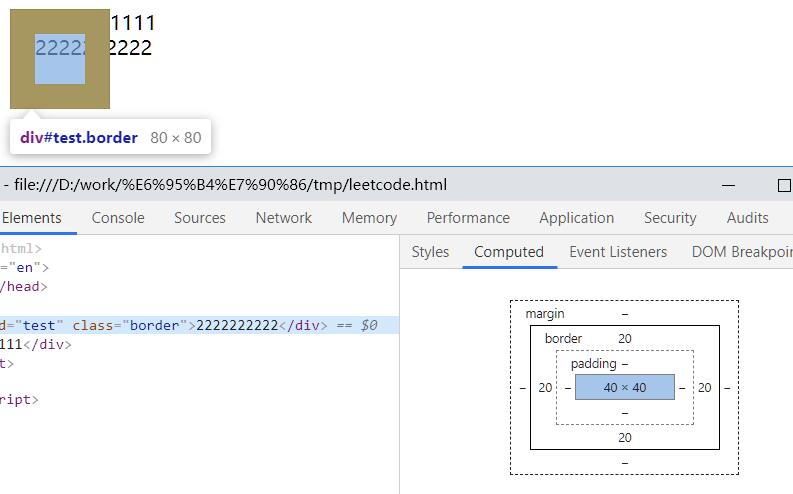 1111
2222 2222
div#test.border 80 × 80
- file:///D:/work/%E6%95%B4%E7%90%86/tmp/leetcode.html
Elements Console Sources Network Memory Performance Application Security Audits
html>
="en">
/head>
d="test" class="border">2222222222</div> == $0
111</div>
t>
ript>
Styles Computed Event Listeners DOM Breakpoin
margin –
border 20
padding –
– 20 – 40 × 40 – 20 –
–
20
–